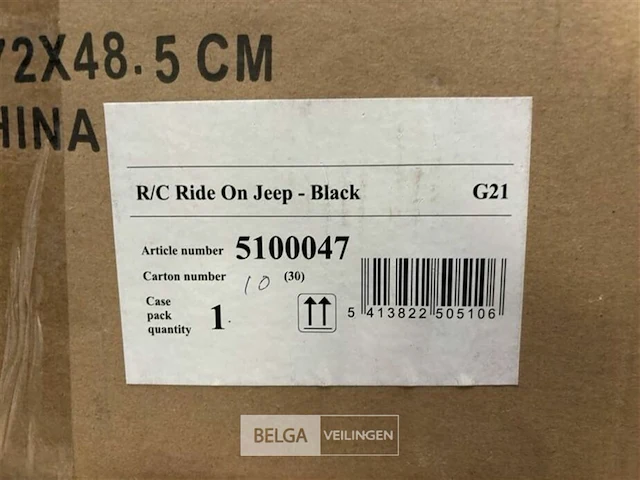 72X48.5 CM
HINA
R/C Ride On Jeep - Black G21
Article number 5100047
Carton number 10 (30)
Case pack quantity 1
5 413822 505106
BELGA VEILINGEN